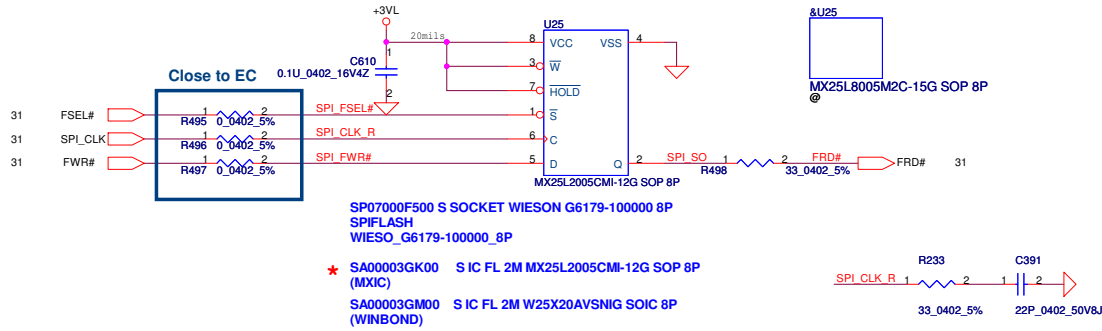 +3VL
U25
&U25
20mils
8 VCC VSS 4
1
C610
0.1U_0402_16V4Z
2
3 W
7 HOLD
MX25L8005M2C-15G SOP 8P
@
Close to EC
31 FSEL# 1 2 SPI_FSEL# 1 S
R495 0_0402_5%
31 SPI_CLK 1 2 SPI_CLK_R 6 C
R496 0_0402_5%
31 FWR# 1 2 SPI_FWR# 5 D Q 2 SPI_SO 1 2 FRD# FRD# 31
R497 0_0402_5%
R498 33_0402_5%
MX25L2005CMI-12G SOP 8P
SP07000F500 S SOCKET WIESON G6179-100000 8P
SPIFLASH
WIESO_G6179-100000_8P
* SA00003GK00 S IC FL 2M MX25L2005CMI-12G SOP 8P
(MXIC)
SA00003GM00 S IC FL 2M W25X20AVSNIG SOIC 8P
(WINBOND)
R233 C391
SPI_CLK_R 1 2 1 2
33_0402_5% 22P_0402_50V8J